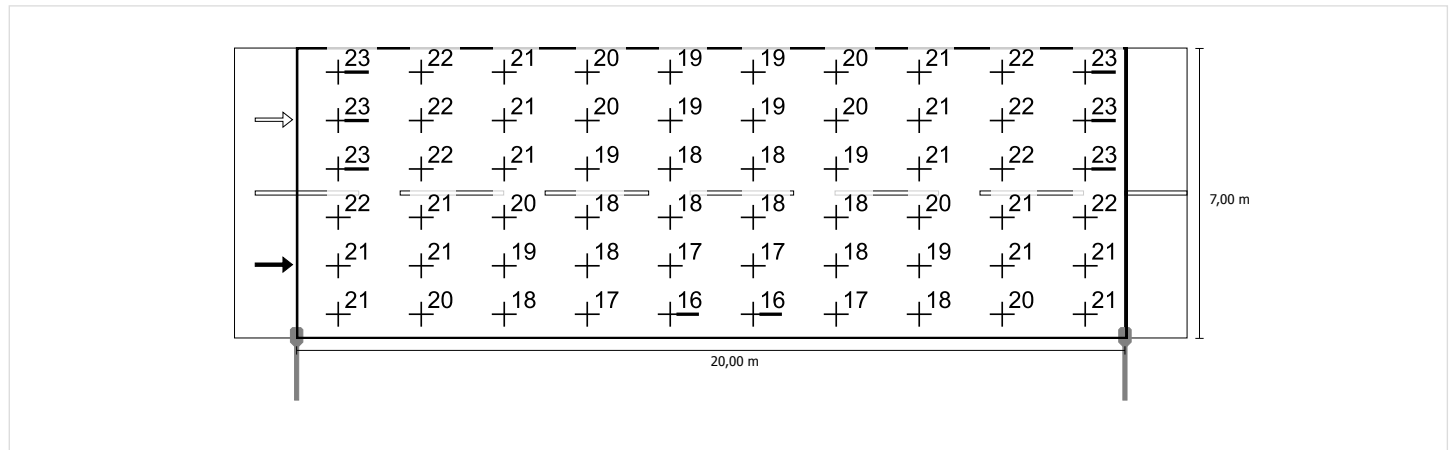 23 22 21 20 19 19 20 21 22 23
23 22 21 20 19 19 20 21 22 23
23 22 21 19 18 18 19 21 22 23
22 21 20 18 18 18 18 20 21 22
7,00 m
21 21 19 18 17 17 18 19 21 21
21 20 18 17 16 16 17 18 20 21
20,00 m